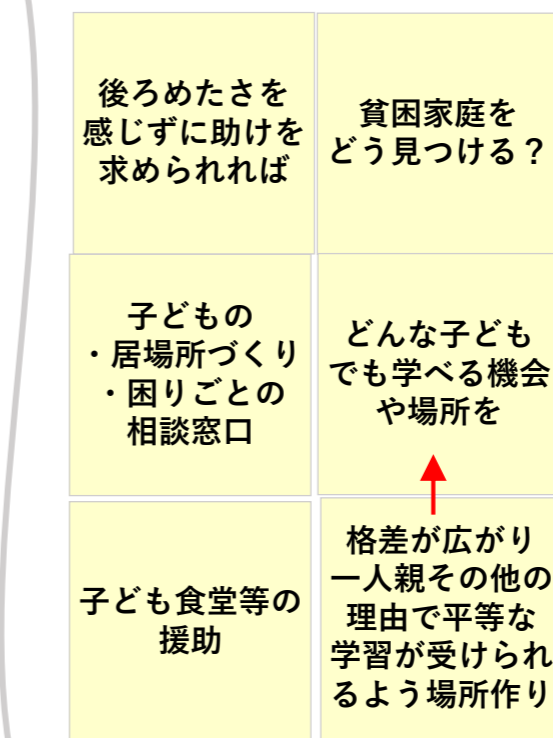 後ろめたさを
感じずに助けを
求められれば
貧困家庭を
どう見つける？
子どもの
・居場所づくり
・困りごとの
相談窓口
どんな子ども
でも学べる機会
や場所を
子ども食堂等の
援助
格差が広がり
一人親その他の
理由で平等な
学習が受けられ
るよう場所作り